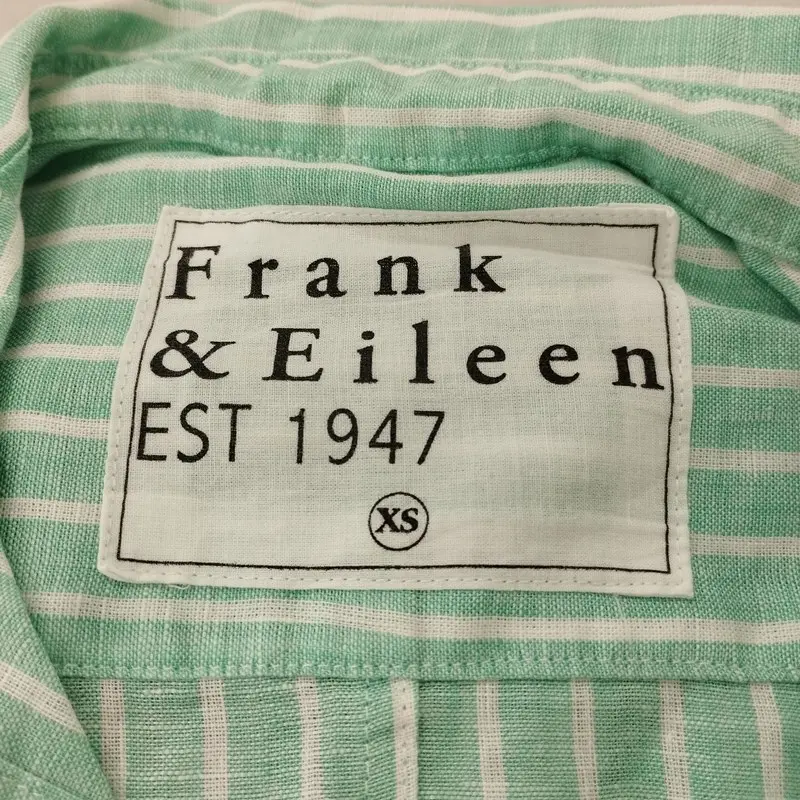 Frank
& Eileen
EST 1947
XS